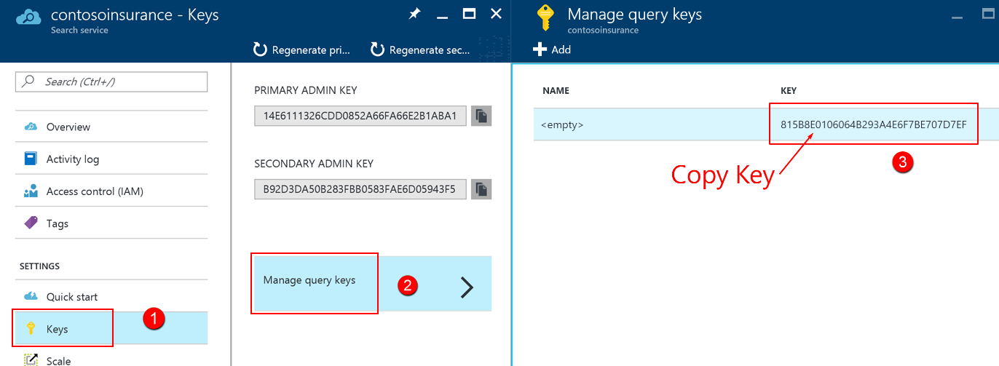 contosoinsurance - Keys
Search service
Regenerate pri...
Regenerate sec...
Search (Ctrl+/)
Overview
Activity log
Access control (IAM)
Tags
SETTINGS
Quick start
Keys
1
Scale
PRIMARY ADMIN KEY
14E6111326CDD0852A66FA66E2B1ABA1
SECONDARY ADMIN KEY
B92D3DA50B283FBB0583FAE6D05943F5
Manage query keys
2
Manage query keys
contosoinsurance
Add
NAME KEY
<empty> 815B8E0106064B293A4E6F7BE707D7EF
Copy Key
3